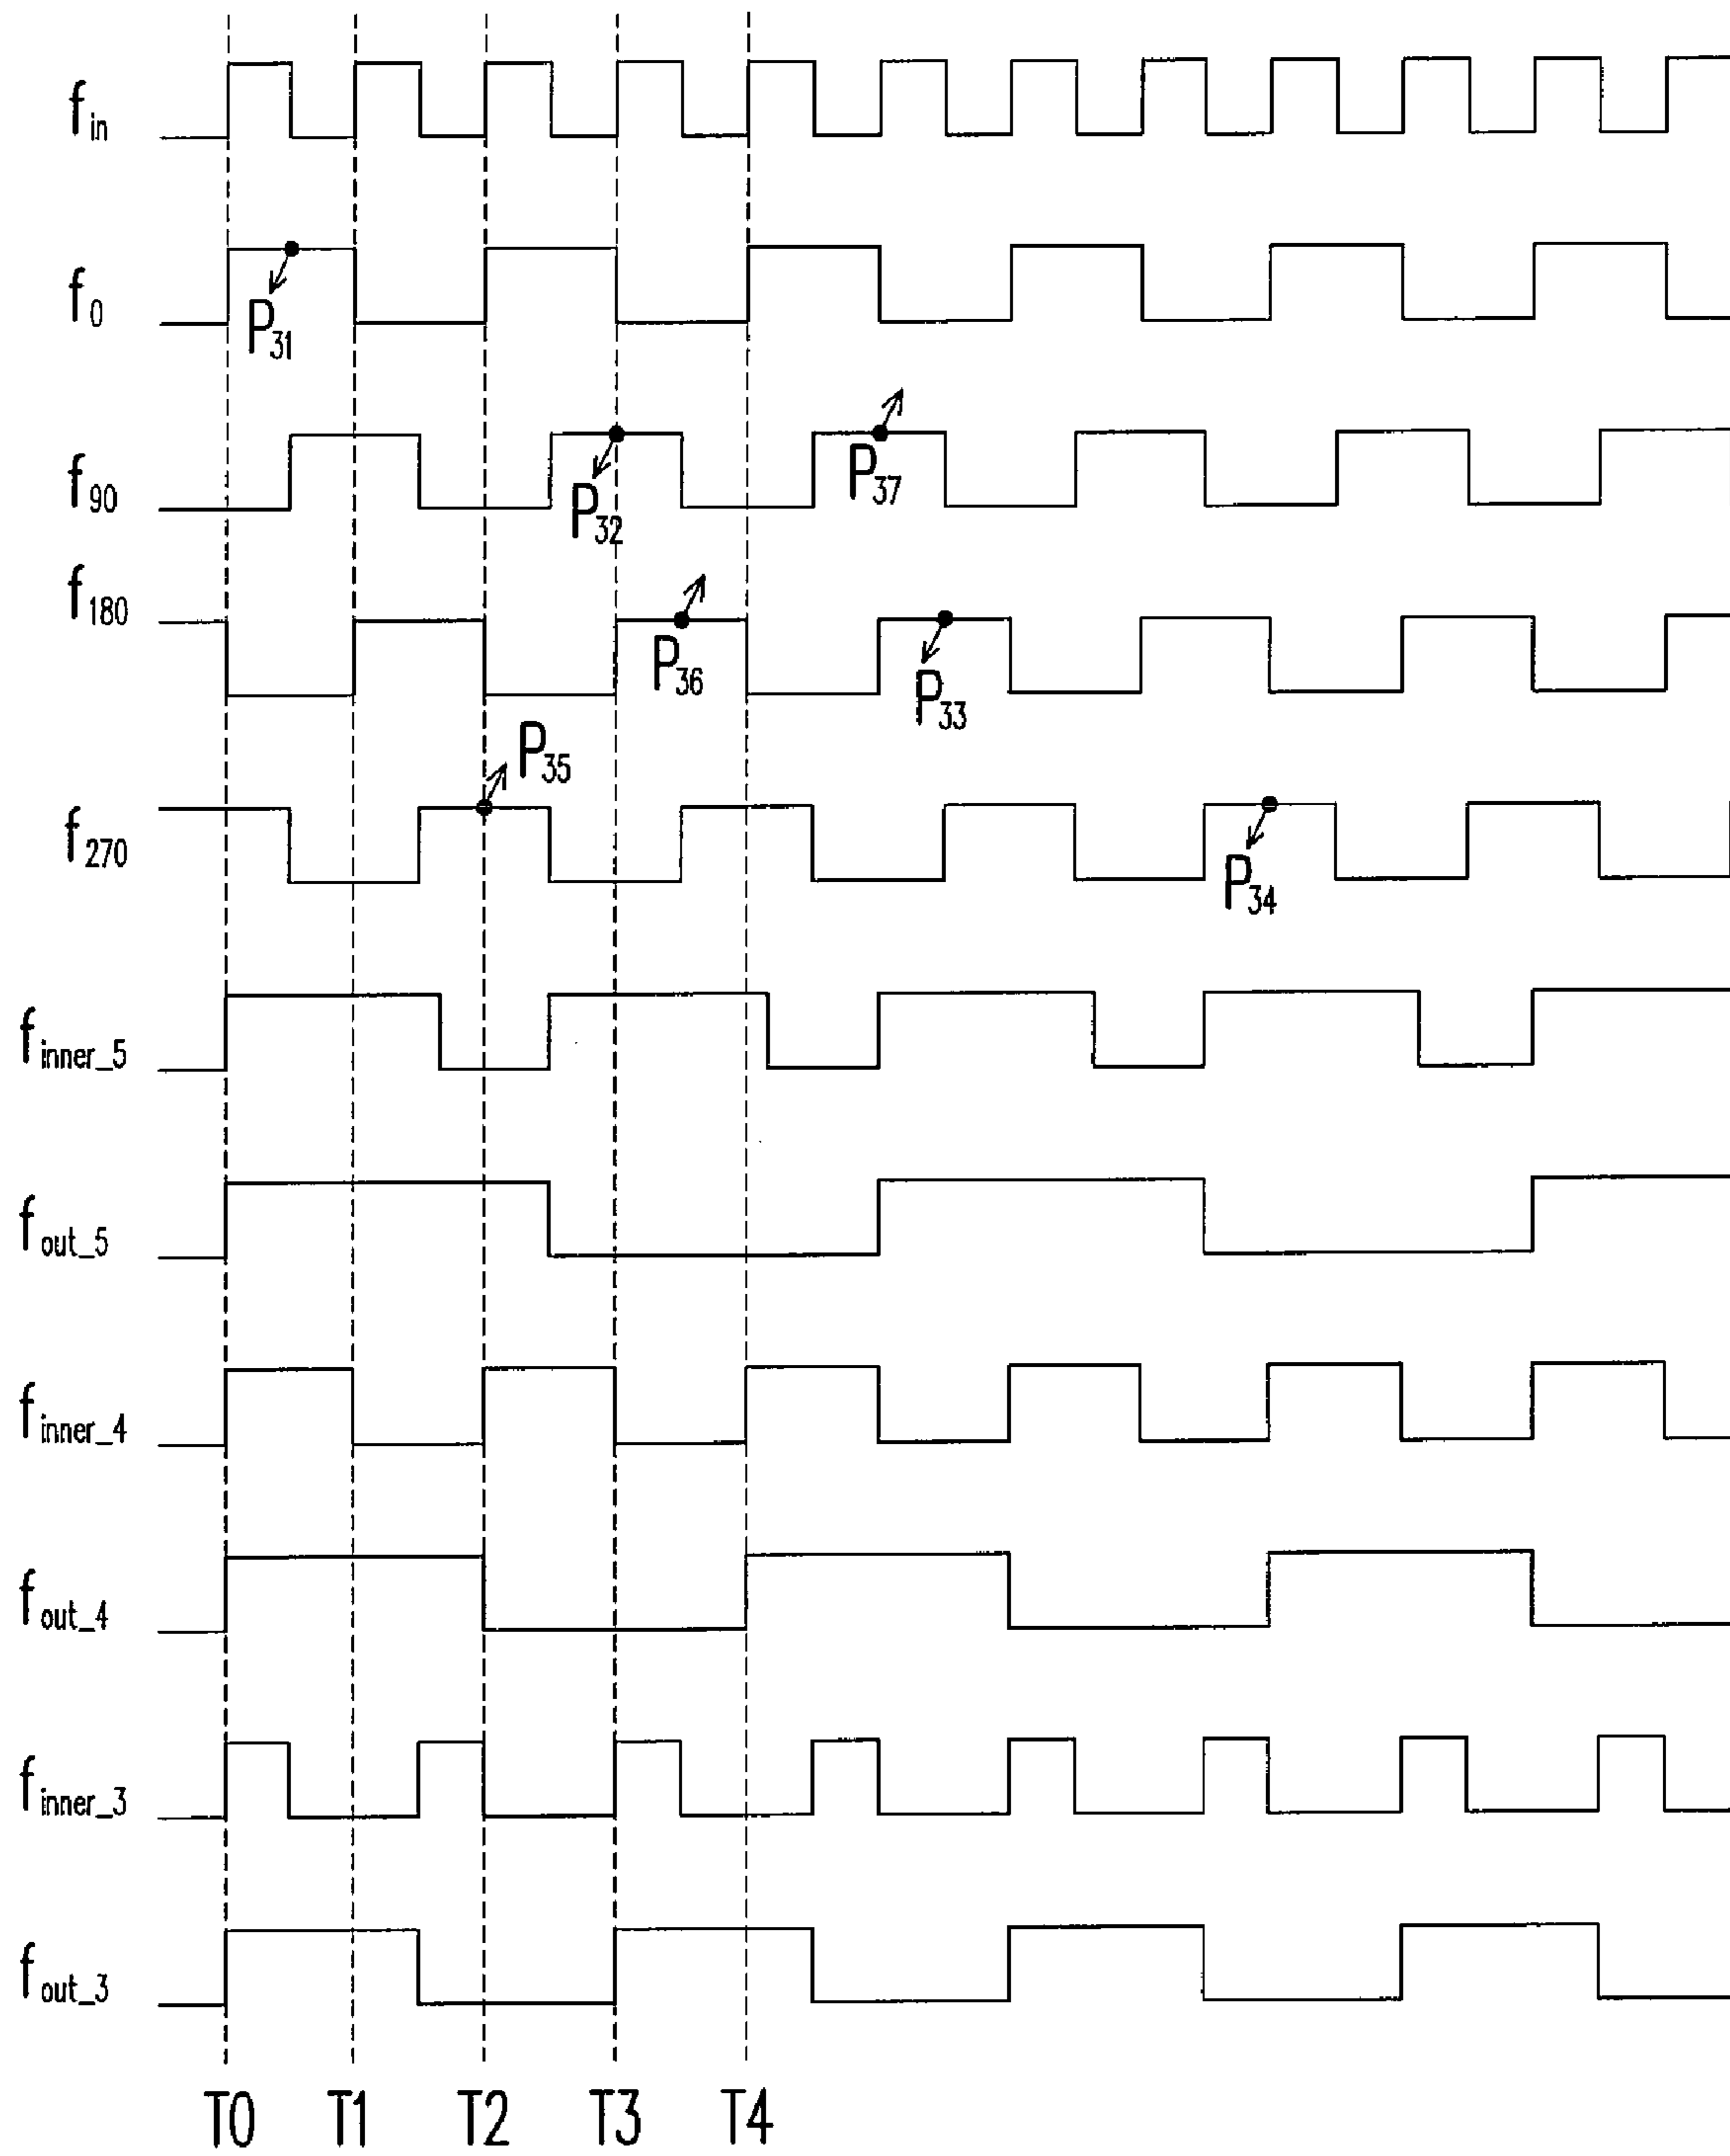 f_in
f_0
P_31
f_90
P_32
P_37
f_180
P_36
P_33
P_35
f_270
P_34
f_inner_5
f_out_5
f_inner_4
f_out_4
f_inner_3
f_out_3
T0 T1 T2 T3 T4